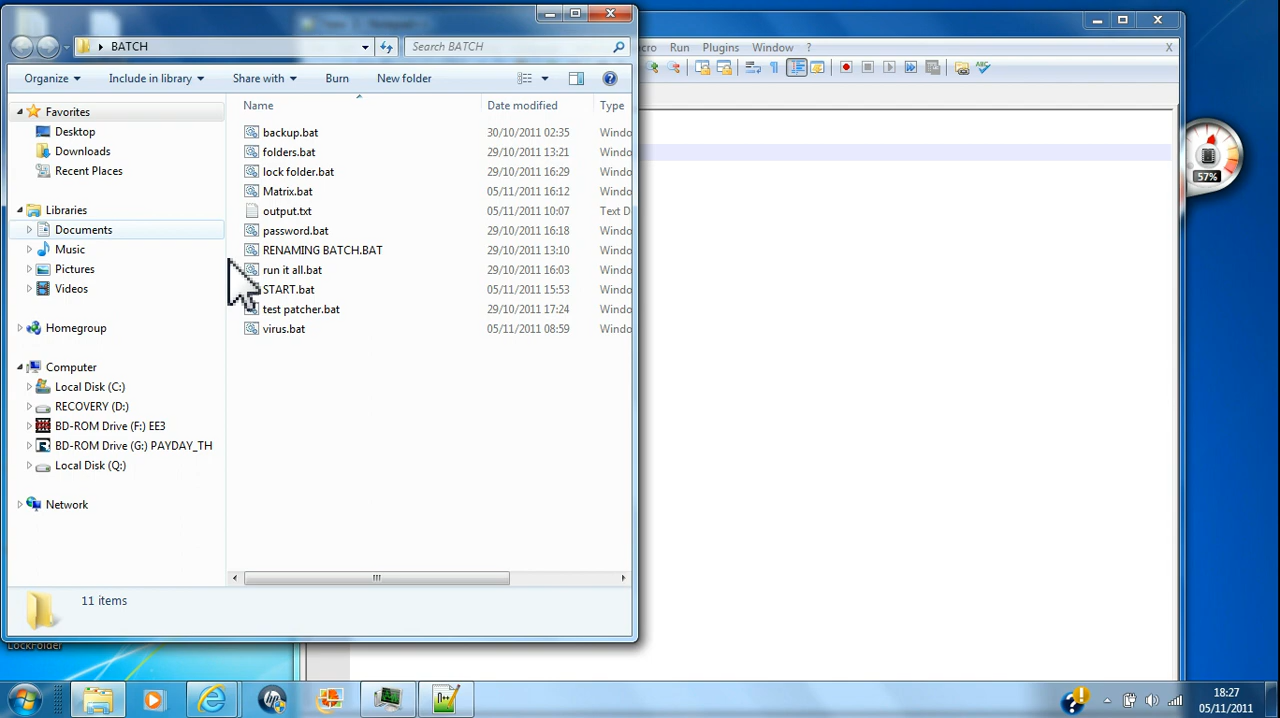 BATCH
Search BATCH
Organize
Include in library
Share with
Burn
New folder
Favorites
Desktop
Downloads
Recent Places
Libraries
Documents
Music
Pictures
Videos
Homegroup
Computer
Local Disk (C:)
RECOVERY (D:)
BD-ROM Drive (F:) EE3
BD-ROM Drive (G:) PAYDAY_TH
Local Disk (Q:)
Network
Name Date modified Type
backup.bat 30/10/2011 02:35 Windo
folders.bat 29/10/2011 13:21 Windo
lock folder.bat 29/10/2011 16:29 Windo
Matrix.bat 05/11/2011 16:12 Windo
output.txt 05/11/2011 10:07 Text D
password.bat 29/10/2011 16:18 Windo
RENAMING BATCH.BAT 29/10/2011 13:10 Windo
run it all.bat 29/10/2011 16:03 Windo
START.bat 05/11/2011 15:53 Windo
test patcher.bat 29/10/2011 17:24 Windo
virus.bat 05/11/2011 08:59 Windo
11 items
cro Run Plugins Window ? X
57%
LockFolder
18:27
05/11/2011